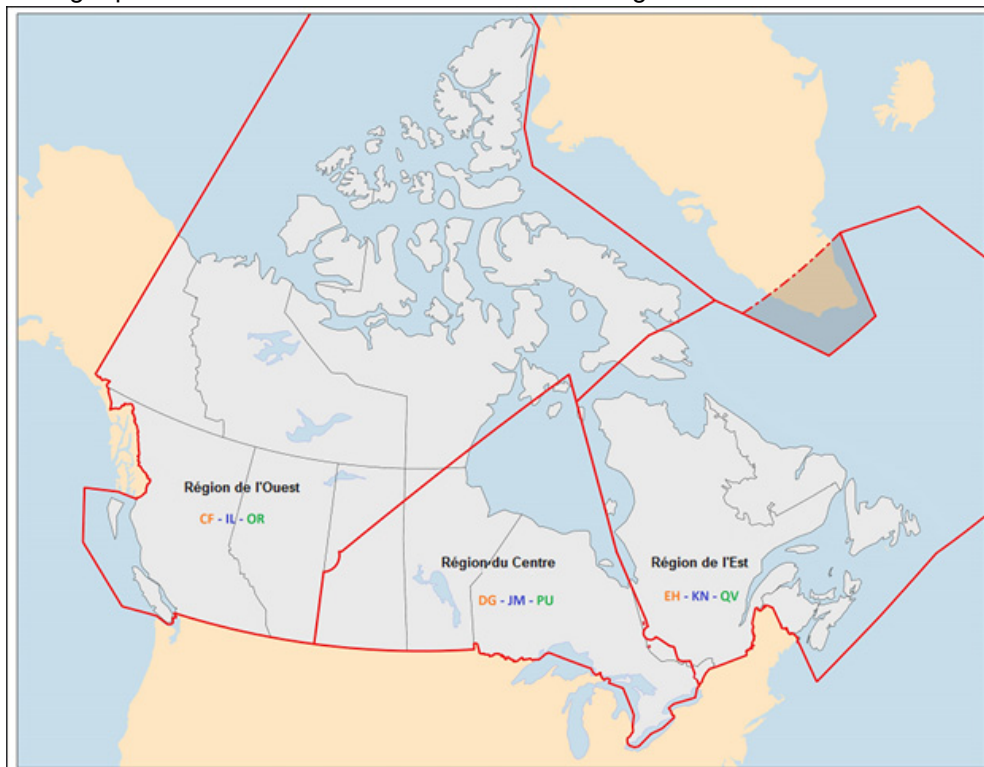 Région de l'Ouest
CF - IL - OR
Région du Centre
DG - JM - PU
Région de l'Est
EH - KN - QV